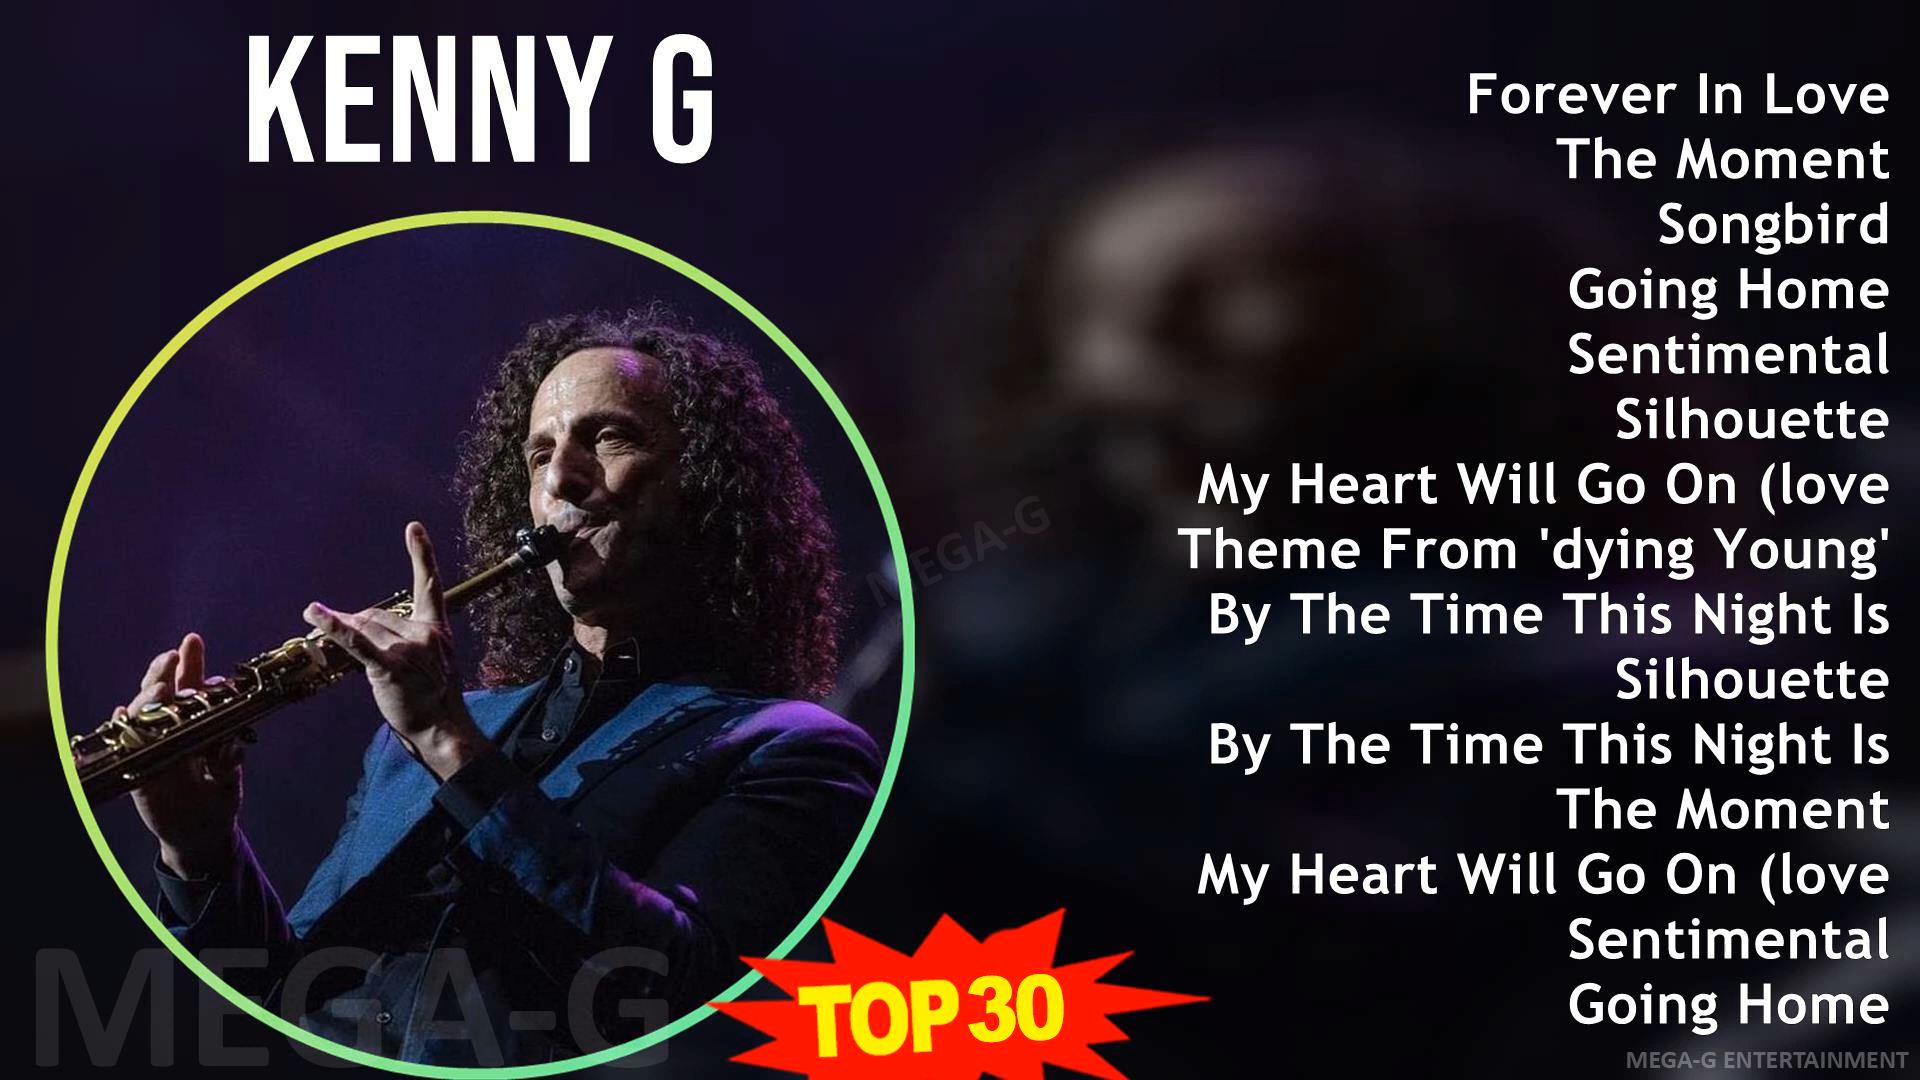 KENNY G
Forever In Love
The Moment
Songbird
Going Home
Sentimental
Silhouette
My Heart Will Go On (love
Theme From 'dying Young'
By The Time This Night Is
Silhouette
By The Time This Night Is
The Moment
My Heart Will Go On (love
Sentimental
Going Home
MEGA-G
MEGA-G
TOP 30
MEGA-G ENTERTAINMENT